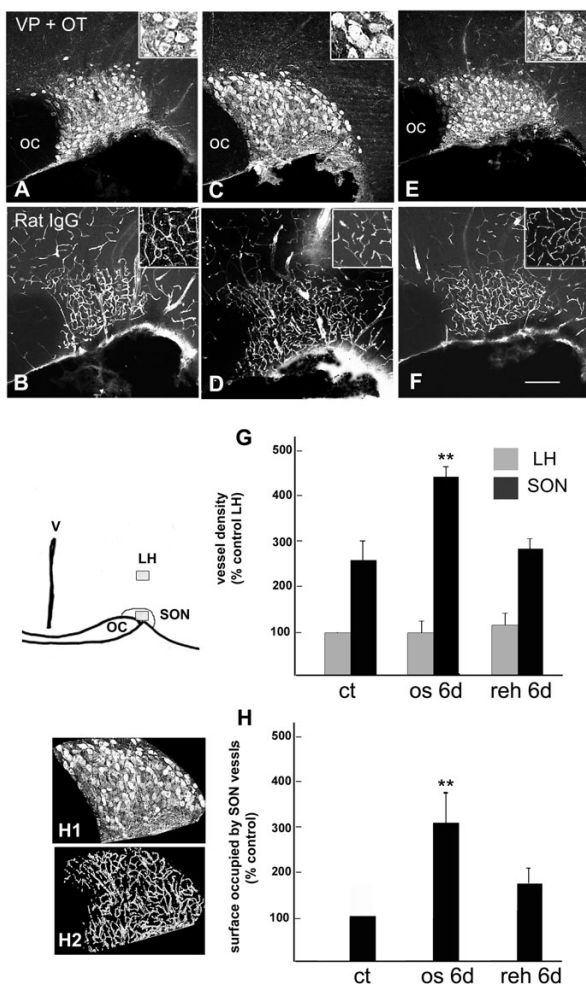 VP + OT
OC
A
OC
C
OC
E
Rat IgG
B
D
F
G
vessel density
(% control LH)
500
400
300
200
100
**
LH
SON
ct
os 6d
reh 6d
V
LH
SON
OC
H
surface occupied by SON vessls
(% control)
500
400
300
200
100
**
ct
os 6d
reh 6d
H1
H2